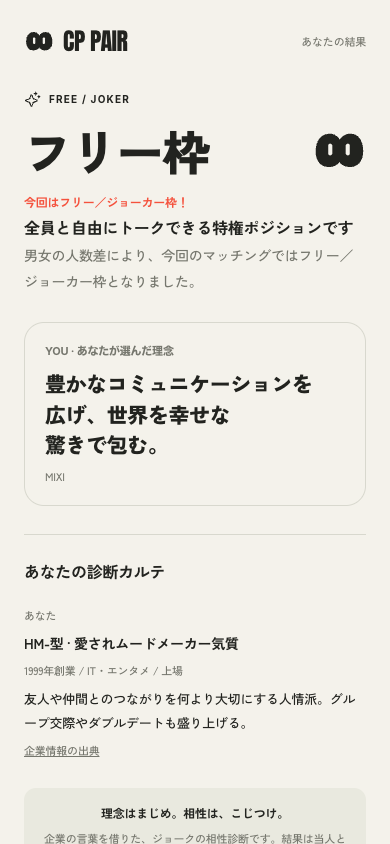 CP PAIR
あなたの結果
FREE / JOKER
フリー枠
今回はフリー／ジョーカー枠！
全員と自由にトークできる特権ポジションです
男女の人数差により、今回のマッチングではフリー／
ジョーカー枠となりました。
YOU · あなたが選んだ理念
豊かなコミュニケーションを
広げ、世界を幸せな
驚きで包む。
MIXI
あなたの診断カルテ
あなた
HM-型 · 愛されムードメーカー気質
1999年創業 / IT・エンタメ / 上場
友人や仲間とのつながりを何より大切にする人情派。グル
ープ交際やダブルデートも盛り上げる。
企業情報の出典
理念はまじめ。相性は、こじつけ。
企業の言葉を借りた、ジョークの相性診断です。結果は当人と